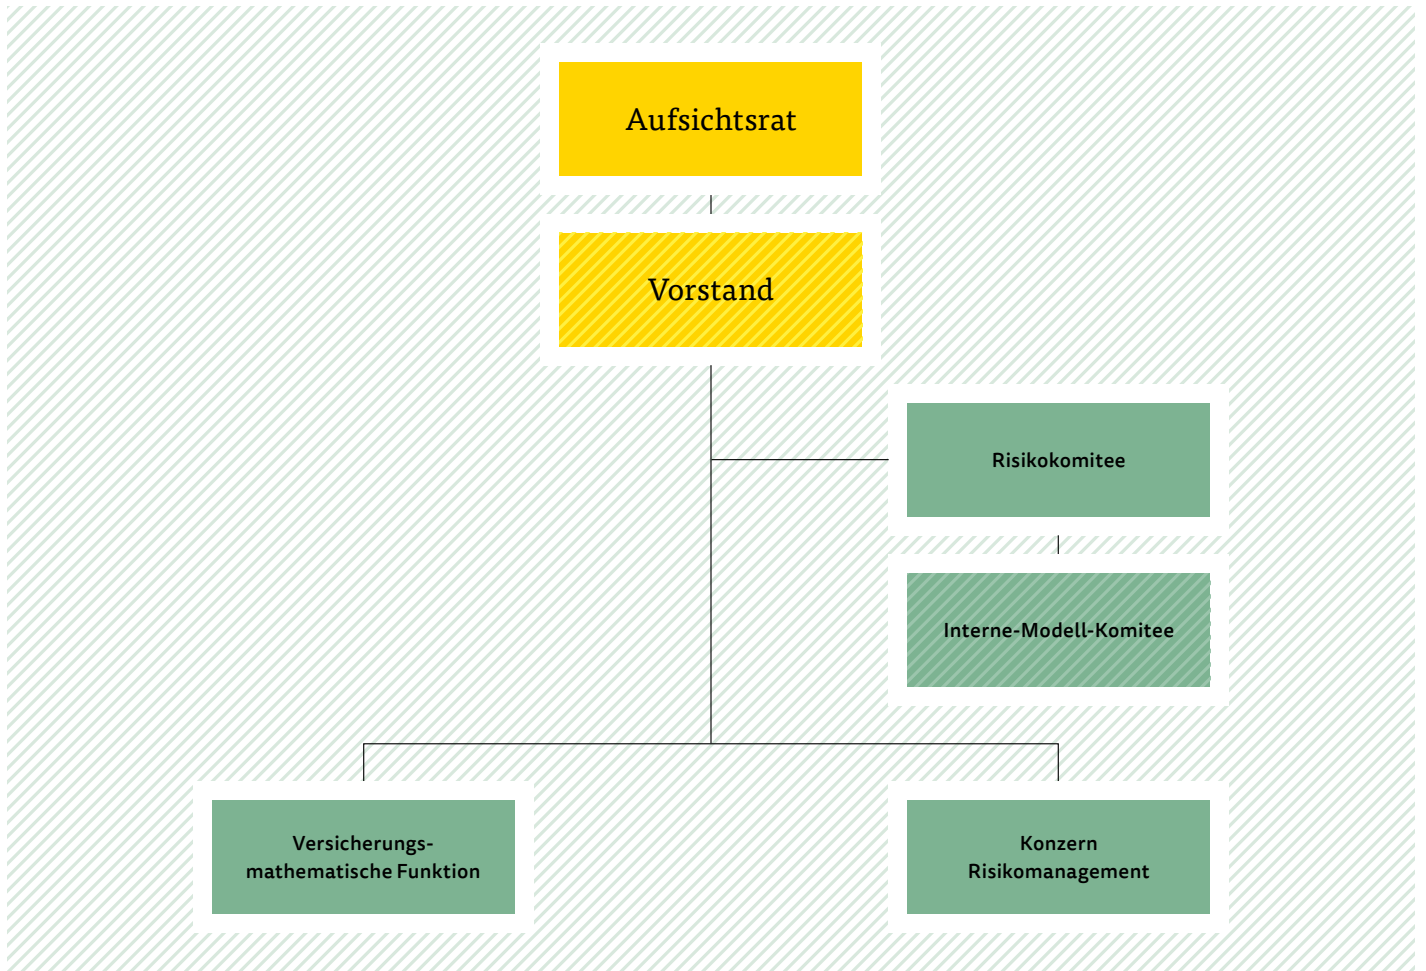 Aufsichtsrat
Vorstand
Risikokomitee
Interne-Modell-Komitee
Versicherungs-
mathematische Funktion
Konzern
Risikomanagement